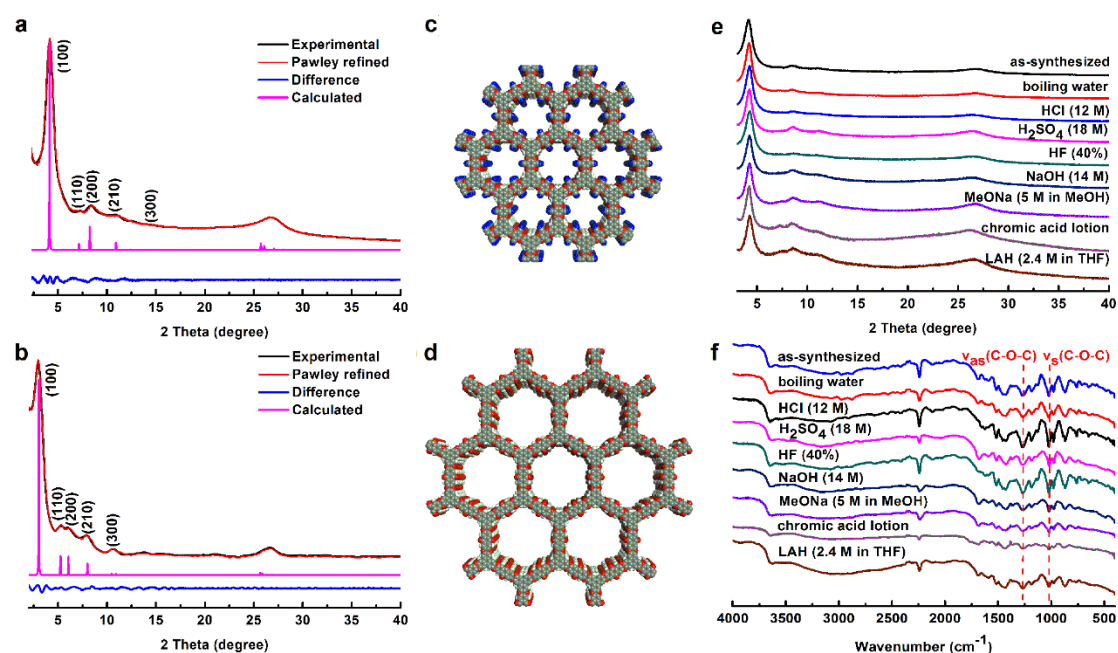 a
(100)
Experimental
Pawley refined
Difference
Calculated
(110)
(200)
(210)
(300)
5 10 15 20 25 30 35 40
2 Theta (degree)
b
(100)
Experimental
Pawley refined
Difference
Calculated
(110)
(200)
(210)
(300)
5 10 15 20 25 30 35 40
2 Theta (degree)
c
d
e
as-synthesized
boiling water
HCl (12 M)
H2SO4 (18 M)
HF (40%)
NaOH (14 M)
MeONa (5 M in MeOH)
chromic acid lotion
LAH (2.4 M in THF)
5 10 15 20 25 30 35 40
2 Theta (degree)
f
νas(C-O-C) νs(C-O-C)
as-synthesized
boiling water
HCl (12 M)
H2SO4 (18 M)
HF (40%)
NaOH (14 M)
MeONa (5 M in MeOH)
chromic acid lotion
LAH (2.4 M in THF)
4000 3500 3000 2500 2000 1500 1000 500
Wavenumber (cm-1)